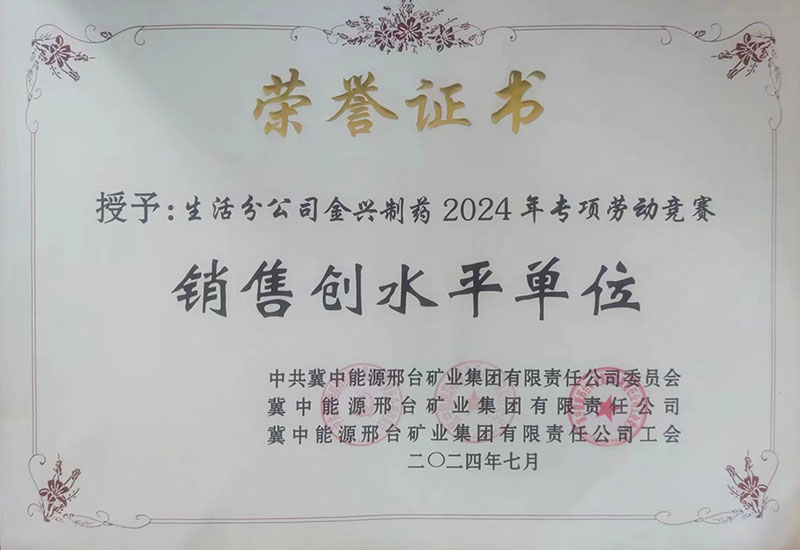 荣誉证书
授予：生活分公司金兴制药2024年专项劳动竞赛
销售创水平单位
中共冀中能源邢台矿业集团有限责任公司委员会
冀中能源邢台矿业集团有限责任公司
冀中能源邢台矿业集团有限责任公司工会
二〇二四年七月